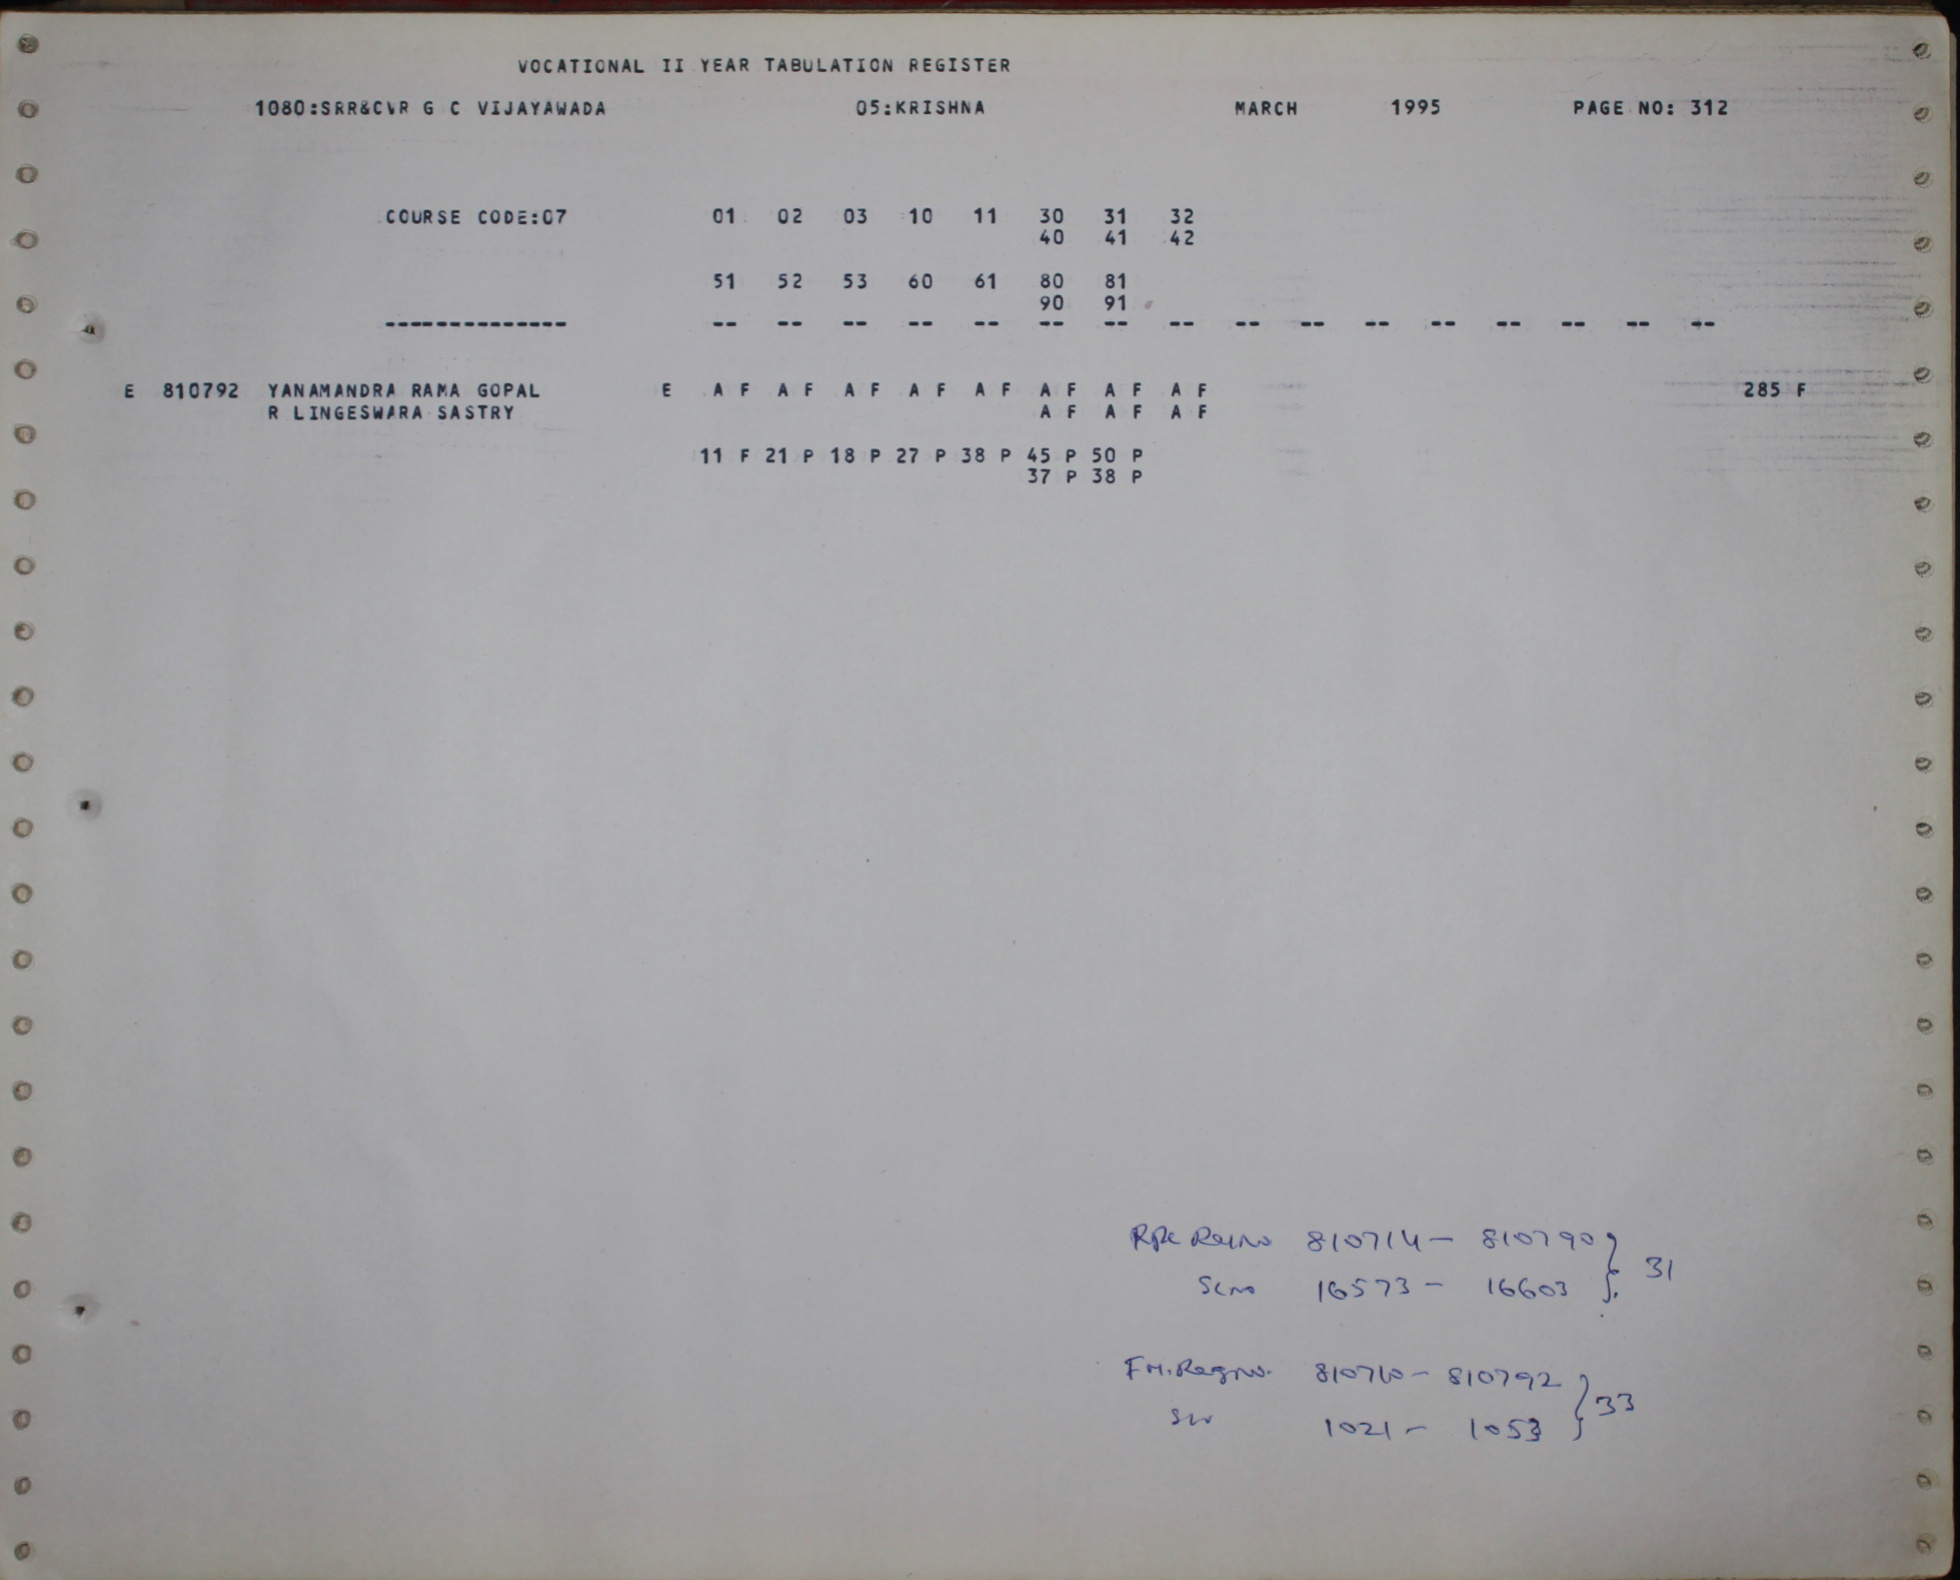 VOCATIONAL II YEAR TABULATION REGISTER
1080:SRR&CVR G C VIJAYAWADA 05:KRISHNA MARCH 1995 PAGE NO: 312
COURSE CODE:07 01 02 03 10 11 30 31 32
40 41 42
51 52 53 60 61 80 81
90 91
-------------- -- -- -- -- -- -- -- -- -- -- -- -- -- -- -- --
E 810792 YANAMANDRA RAMA GOPAL E A F A F A F A F A F A F A F A F 285 F
R LINGESWARA SASTRY A F A F A F
11 F 21 P 18 P 27 P 38 P 45 P 50 P
37 P 38 P
810714 - 810790 } 31
16573 - 16603
Regno. 810760 - 810792 } 33
1021 - 1053